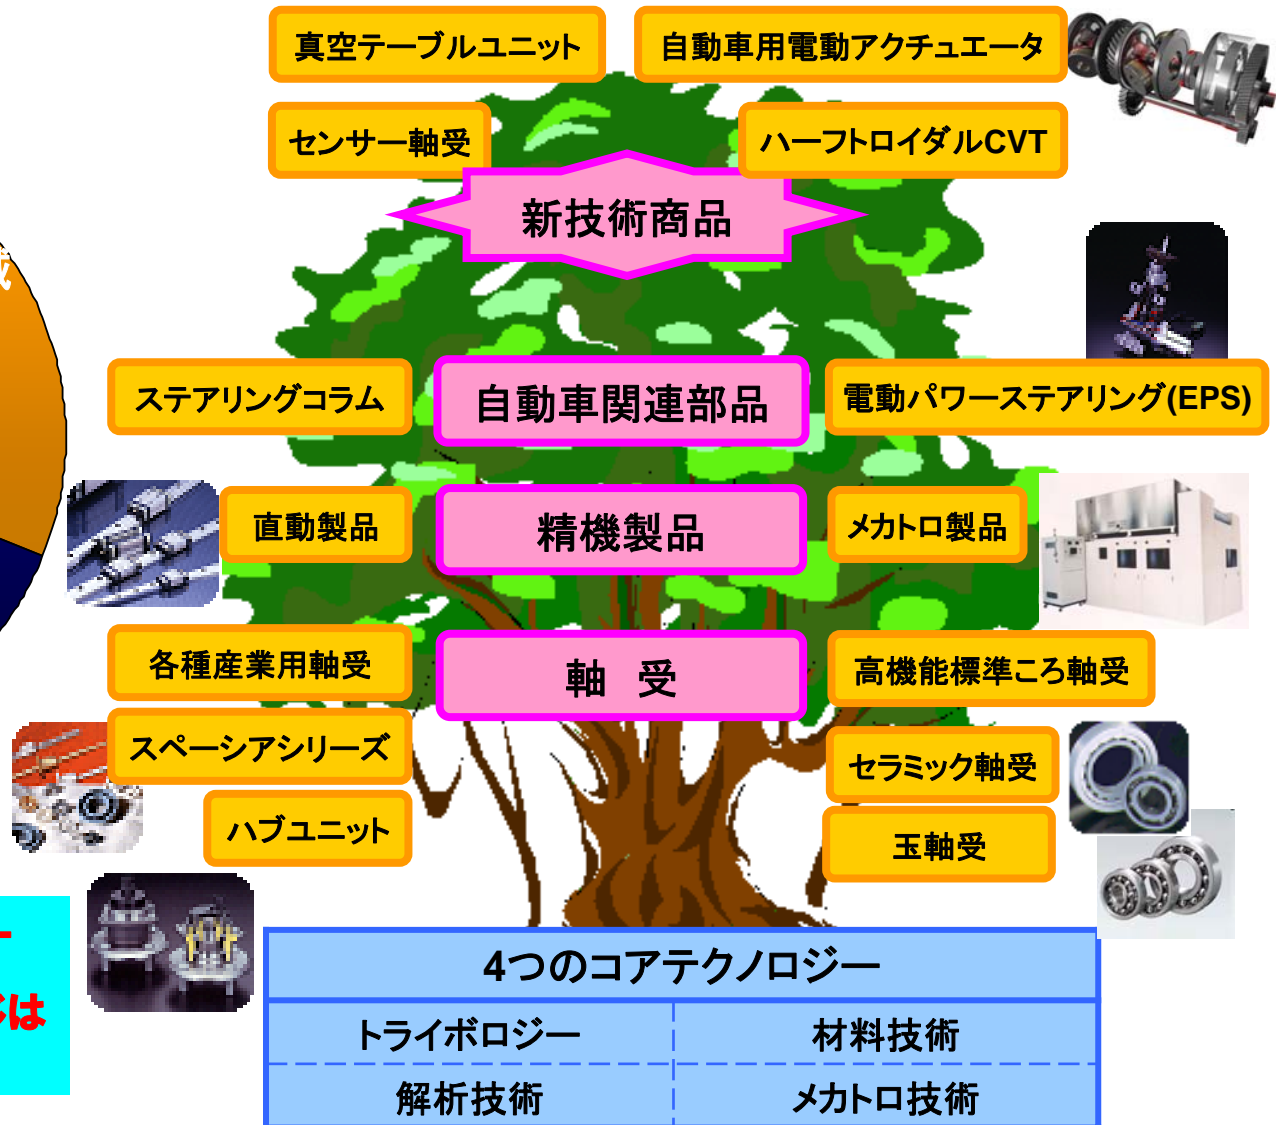 真空テーブルユニット
自動車用電動アクチュエータ
センサー軸受
ハーフトロイダルCVT
新技術商品
ステアリングコラム
自動車関連部品
電動パワーステアリング(EPS)
直動製品
精機製品
メカトロ製品
各種産業用軸受
軸 受
高機能標準ころ軸受
スペーシアシリーズ
セラミック軸受
ハブユニット
玉軸受
は
4つのコアテクノロジー
トライボロジー
材料技術
解析技術
メカトロ技術